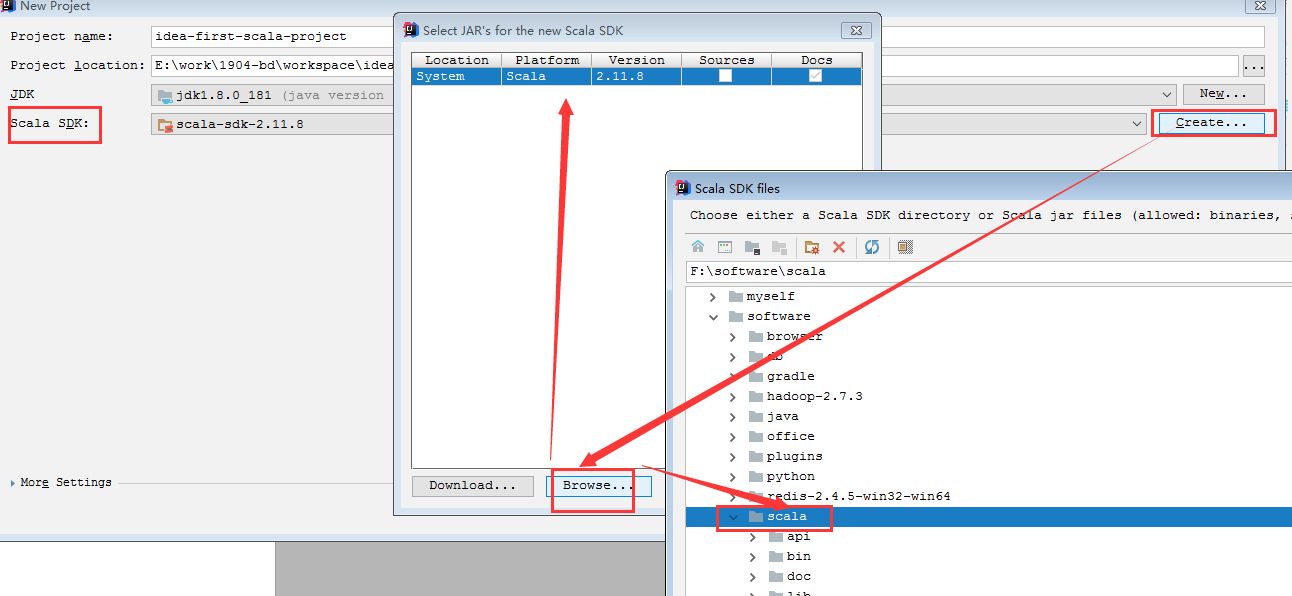 New Project
Project name:
idea-first-scala-project
Project location:
E:\work\1904-bd\workspace\idea
...
JDK
jdk1.8.0_181 (java version
New...
Scala SDK:
scala-sdk-2.11.8
Create...
More Settings
Select JAR's for the new Scala SDK
Location Platform Version Sources Docs
System Scala 2.11.8
Download... Browse...
Scala SDK files
Choose either a Scala SDK directory or Scala jar files (allowed: binaries,
F:\software\scala
myself
software
browser
db
gradle
hadoop-2.7.3
java
office
plugins
python
redis-2.4.5-win32-win64
scala
api
bin
doc
lib